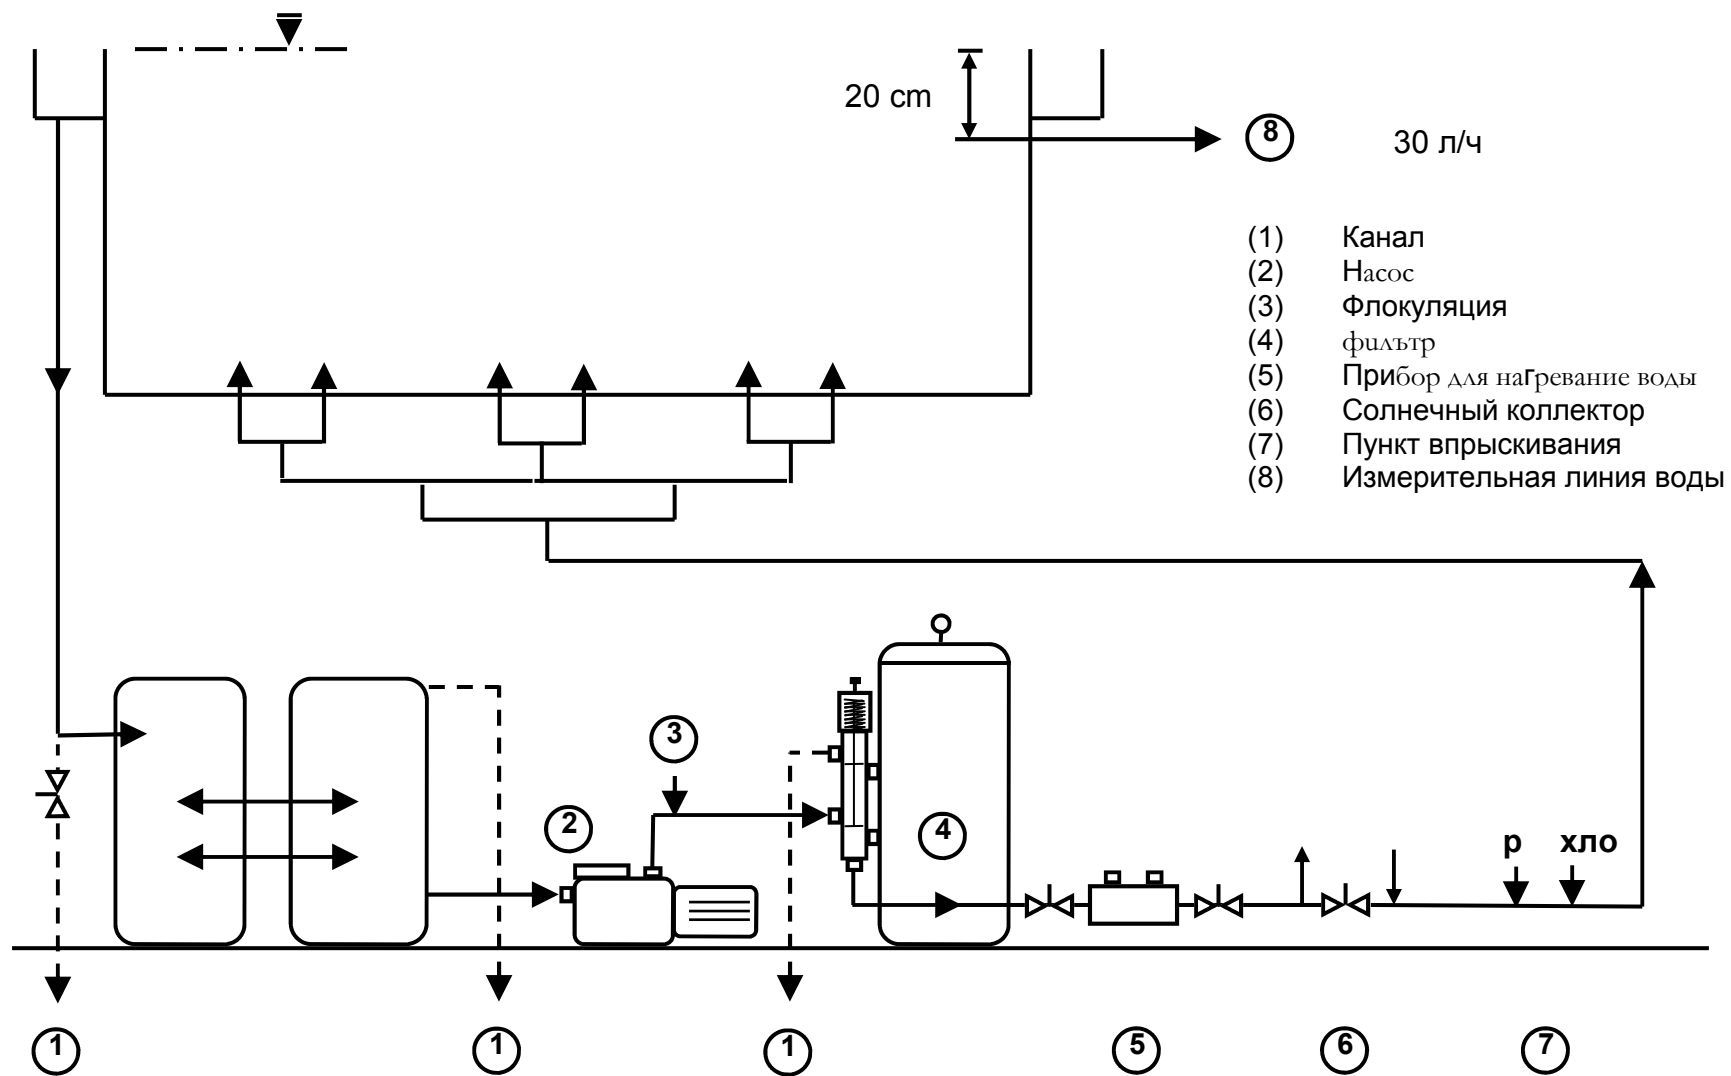 20 cm
8
30 л/ч
(1) Канал
(2) Насос
(3) Флокуляция
(4) фильтр
(5) Прибор для нагревание воды
(6) Солнечный коллектор
(7) Пункт впрыскивания
(8) Измерительная линия воды
3
2
4
р хло
1 1 1 5 6 7